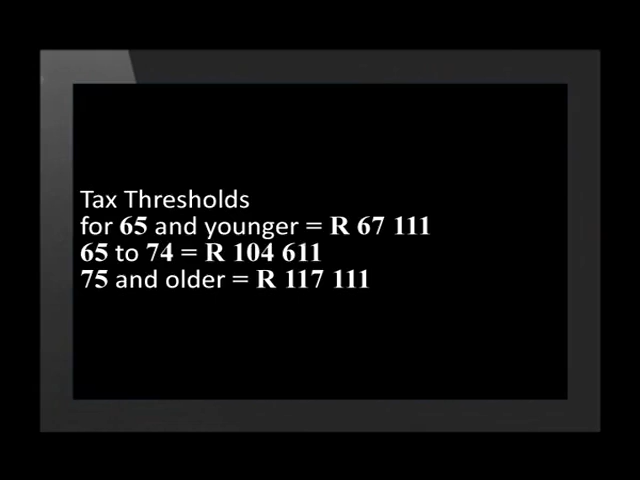 Tax Thresholds
for 65 and younger = R 67 111
65 to 74 = R 104 611
75 and older = R 117 111